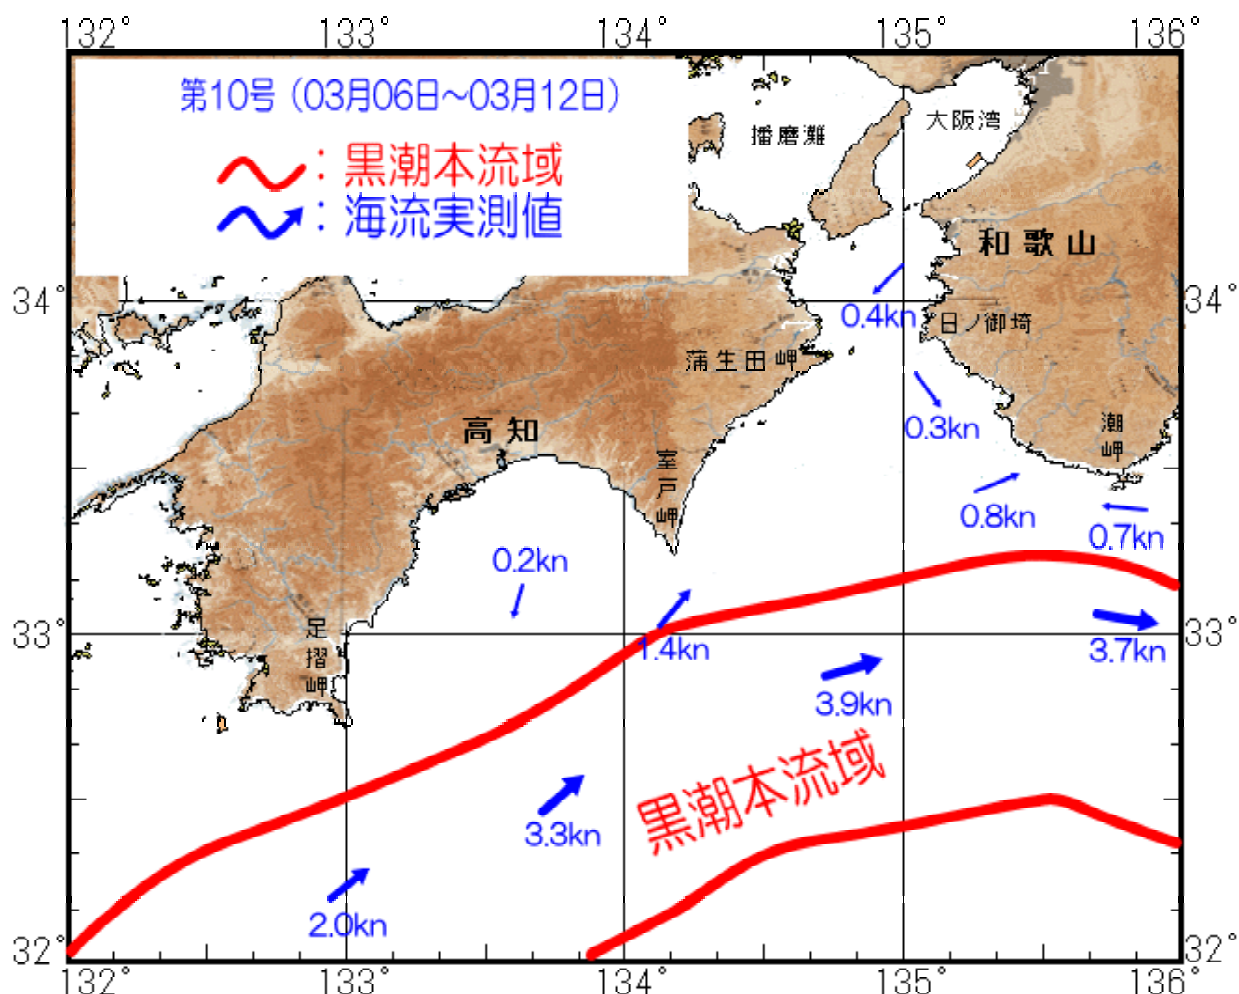 132° 133° 134° 135° 136°
第10号（03月06日～03月12日）
：黒潮本流域
：海流実測値
播磨灘
大阪湾
和歌山
34° 34°
0.4kn
日ノ御埼
蒲生田岬
0.3kn
高知
潮岬
室戸岬
0.8kn
0.7kn
0.2kn
33° 33°
足摺岬
1.4kn
3.7kn
3.9kn
黒潮本流域
3.3kn
2.0kn
32° 32°
132° 133° 134° 135° 136°